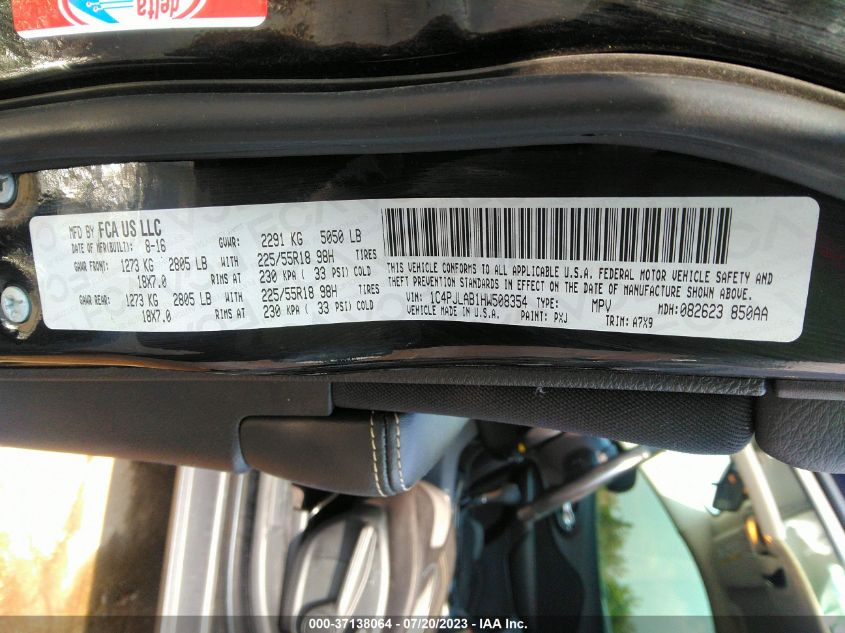 delta
MFD BY FCA US LLC
DATE OF MFR(BUILT): 8-16 GVWR: 2291 KG 5050 LB
GAWR FRONT: 1273 KG 2805 LB WITH 225/55R18 98H TIRES
18X7.0 RIMS AT 230 KPA ( 33 PSI) COLD
GAWR REAR: 1273 KG 2805 LB WITH 225/55R18 98H TIRES
18X7.0 RIMS AT 230 KPA ( 33 PSI) COLD
THIS VEHICLE CONFORMS TO ALL APPLICABLE U.S.A. FEDERAL MOTOR VEHICLE SAFETY AND
THEFT PREVENTION STANDARDS IN EFFECT ON THE DATE OF MANUFACTURE SHOWN ABOVE.
VIN: 1C4PJLAB1HW508354 TYPE: MPV MDH: 082623 850AA
VEHICLE MADE IN U.S.A. PAINT: PXJ TRIM: A7X9
000-37138064 / 07/20/2023 - IAA Inc.